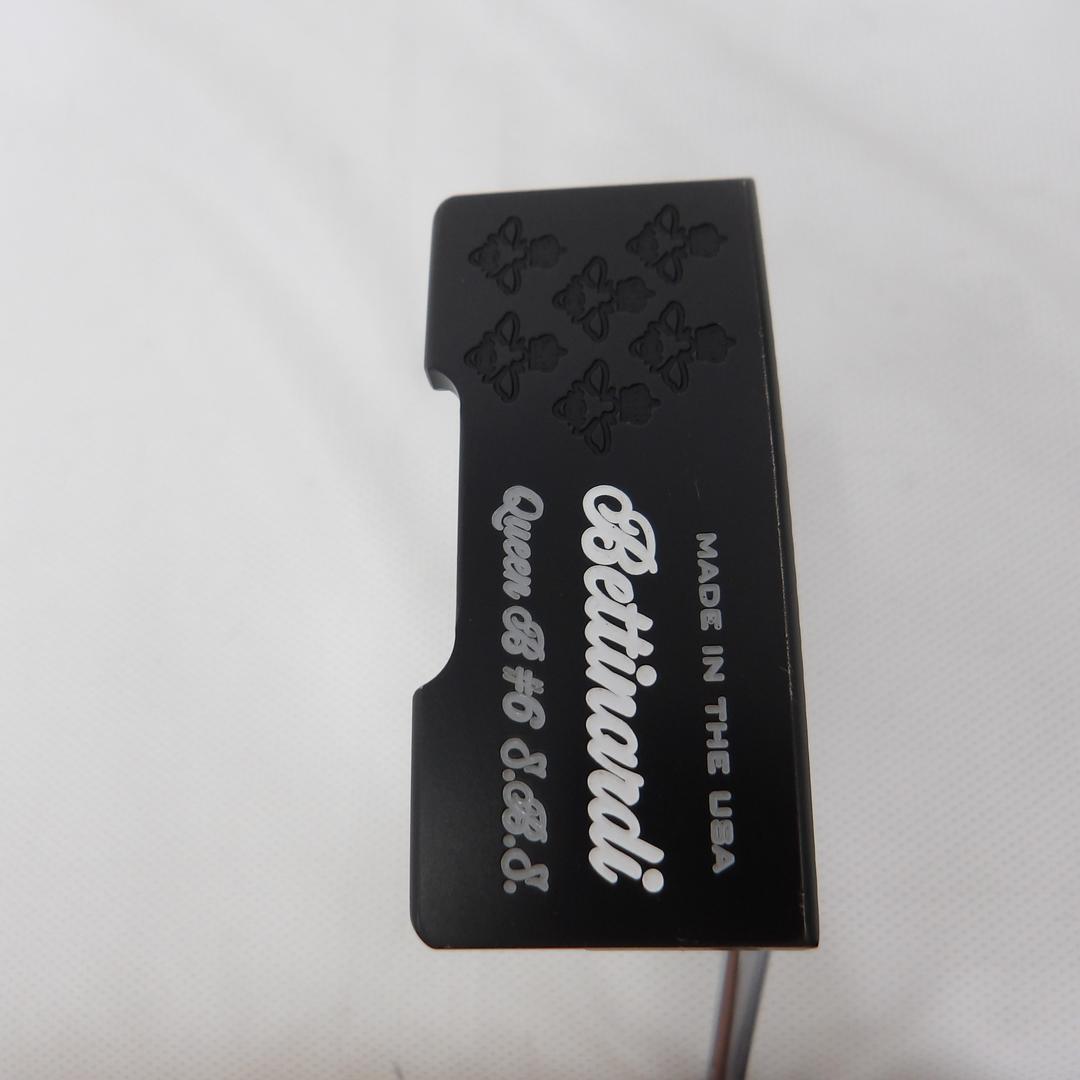 MADE IN THE USA
Bettinardi
Queen B #6 S.B.S.